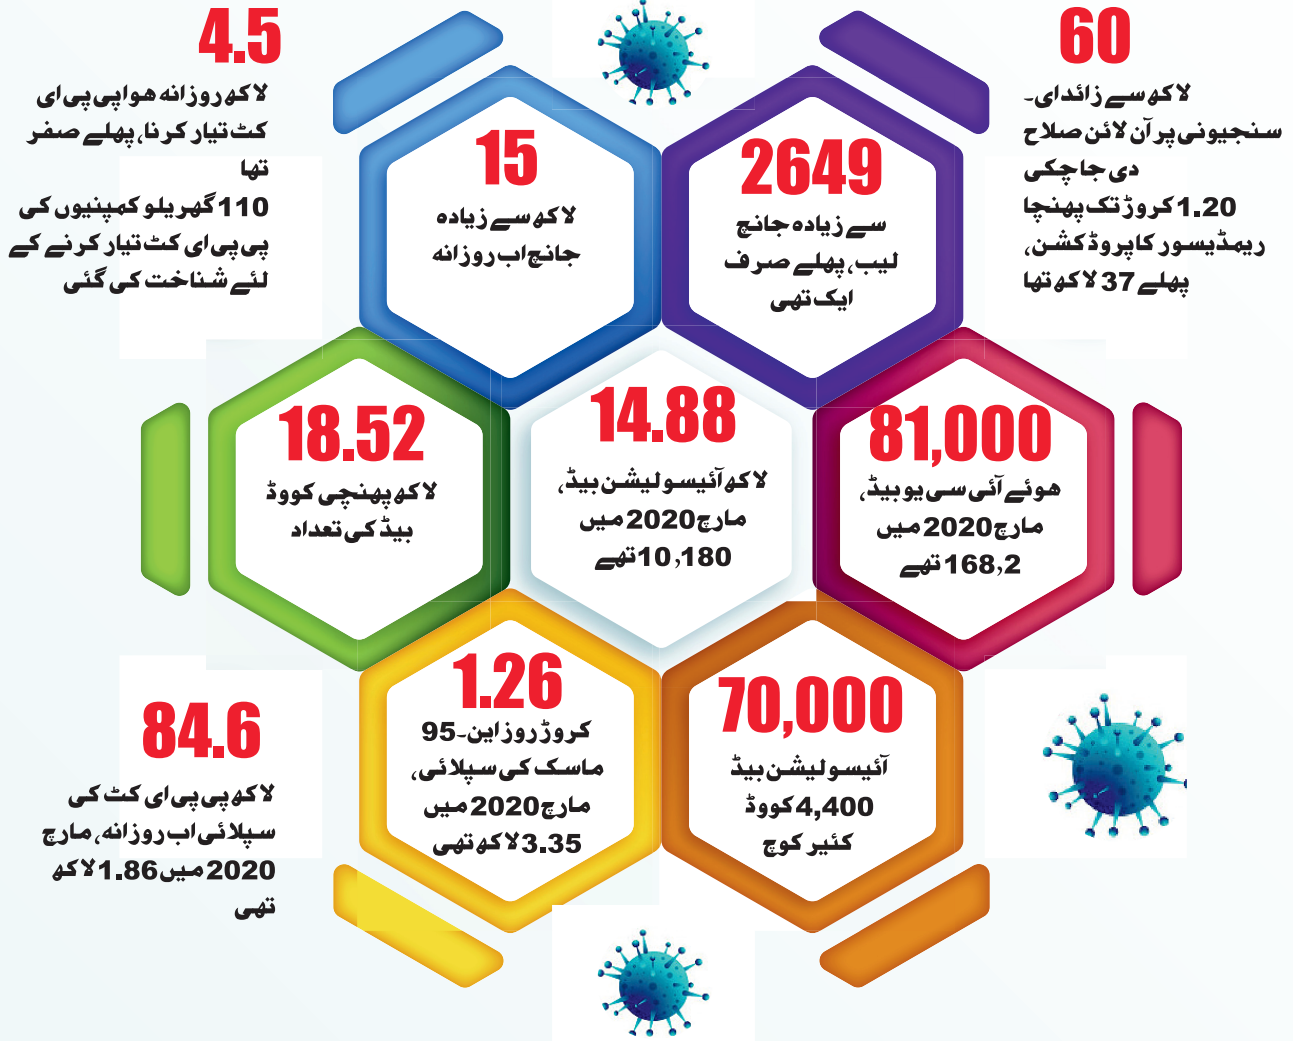 60
لاکھ سے زائد ای۔
سنجیونی پر آن لائن صلاح
دی جاچکی
1.20 کروڑ تک پہنچا
ریمڈیسور کا پروڈکشن،
پہلے 37 لاکھ تھا
4.5
لاکھ روزانہ ہوا پی پی ای
کٹ تیار کرنا، پہلے صفر
تھا
110 گھریلو کمپنیوں کی
پی پی ای کٹ تیار کرنے کے
لئے شناخت کی گئی
2649
سے زیادہ جانچ
لیب، پہلے صرف
ایک تھی
15
لاکھ سے زیادہ
جانچ اب روزانہ
81,000
ہوئے آئی سی یو بیڈ،
مارچ 2020 میں
168,2 تھے
14.88
لاکھ آئیسولیشن بیڈ،
مارچ 2020 میں
10,180 تھے
18.52
لاکھ پہنچی کووڈ
بیڈ کی تعداد
70,000
آئیسولیشن بیڈ
4,400 کووڈ
کئیر کوچ
1.26
کروڑ روز این۔95
ماسک کی سپلائی،
مارچ 2020 میں
3.35 لاکھ تھی
84.6
لاکھ پی پی ای کٹ کی
سپلائی اب روزانہ، مارچ
2020 میں 1.86 لاکھ
تھی